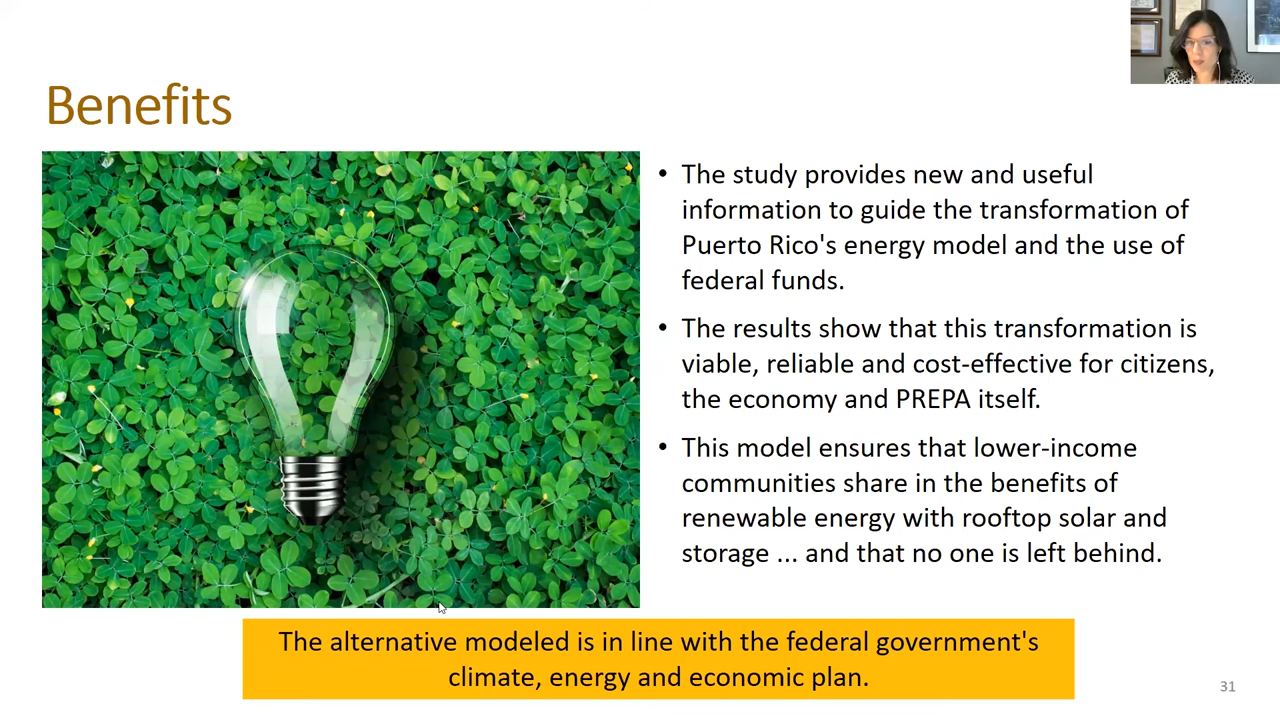 Benefits
• The study provides new and useful
information to guide the transformation of
Puerto Rico's energy model and the use of
federal funds.
• The results show that this transformation is
viable, reliable and cost-effective for citizens,
the economy and PREPA itself.
• This model ensures that lower-income
communities share in the benefits of
renewable energy with rooftop solar and
storage ... and that no one is left behind.
The alternative modeled is in line with the federal government's
climate, energy and economic plan.
31